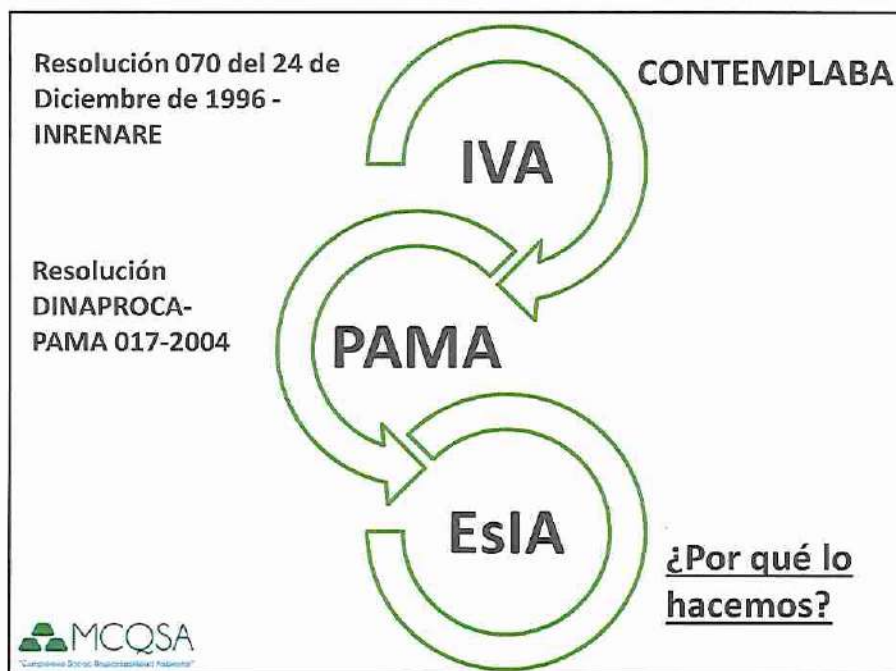 Resolución 070 del 24 de
Diciembre de 1996 -
INRENARE
CONTEMPLABA
IVA
Resolución
DINAPROCA-
PAMA 017-2004
PAMA
EsIA
¿Por qué lo
hacemos?
MCQSA